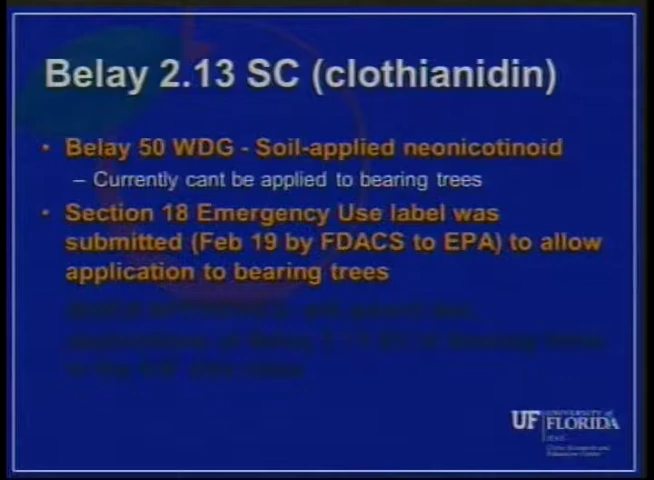 Belay 2.13 SC (clothianidin)
• Belay 50 WDG - Soil-applied neonicotinoid
– Currently cant be applied to bearing trees
• Section 18 Emergency Use label was
submitted (Feb 19 by FDACS to EPA) to allow
application to bearing trees
UF UNIVERSITY of
FLORIDA